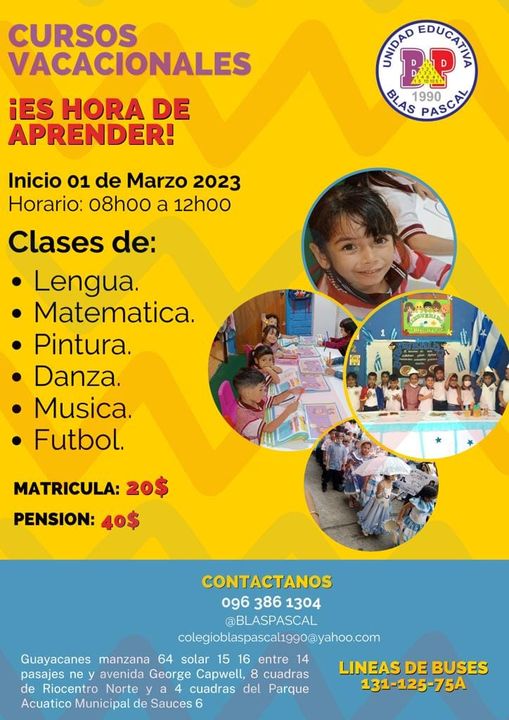 CURSOS
VACACIONALES
UNIDAD EDUCATIVA
BP
1990
BLAS PASCAL
¡ES HORA DE
APRENDER!
Inicio 01 de Marzo 2023
Horario: 08h00 a 12h00
Clases de:
• Lengua.
• Matematica.
• Pintura.
• Danza.
• Musica.
• Futbol.
MATRICULA: 20$
PENSION: 40$
CONTACTANOS
096 386 1304
@BLASPASCAL
colegioblaspascal1990@yahoo.com
Guayacanes manzana 64 solar 15 16 entre 14
pasajes ne y avenida George Capwell, 8 cuadras
de Riocentro Norte y a 4 cuadras del Parque
Acuatico Municipal de Sauces 6
LINEAS DE BUSES
131-125-75A